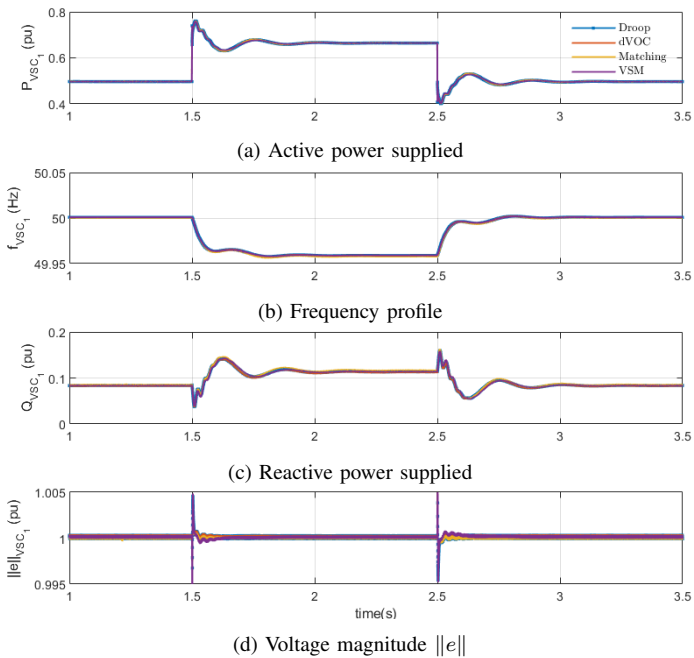 P_VSC1 (pu)
0.8
0.6
0.4
Droop
dVOC
Matching
VSM
1 1.5 2 2.5 3 3.5
(a) Active power supplied
f_VSC1 (Hz)
50.05
50
49.95
1 1.5 2 2.5 3 3.5
(b) Frequency profile
Q_VSC1 (pu)
0.2
0.1
0
1 1.5 2 2.5 3 3.5
(c) Reactive power supplied
||e||_VSC1 (pu)
1.005
1
0.995
1 1.5 2 2.5 3 3.5
time(s)
(d) Voltage magnitude ‖e‖